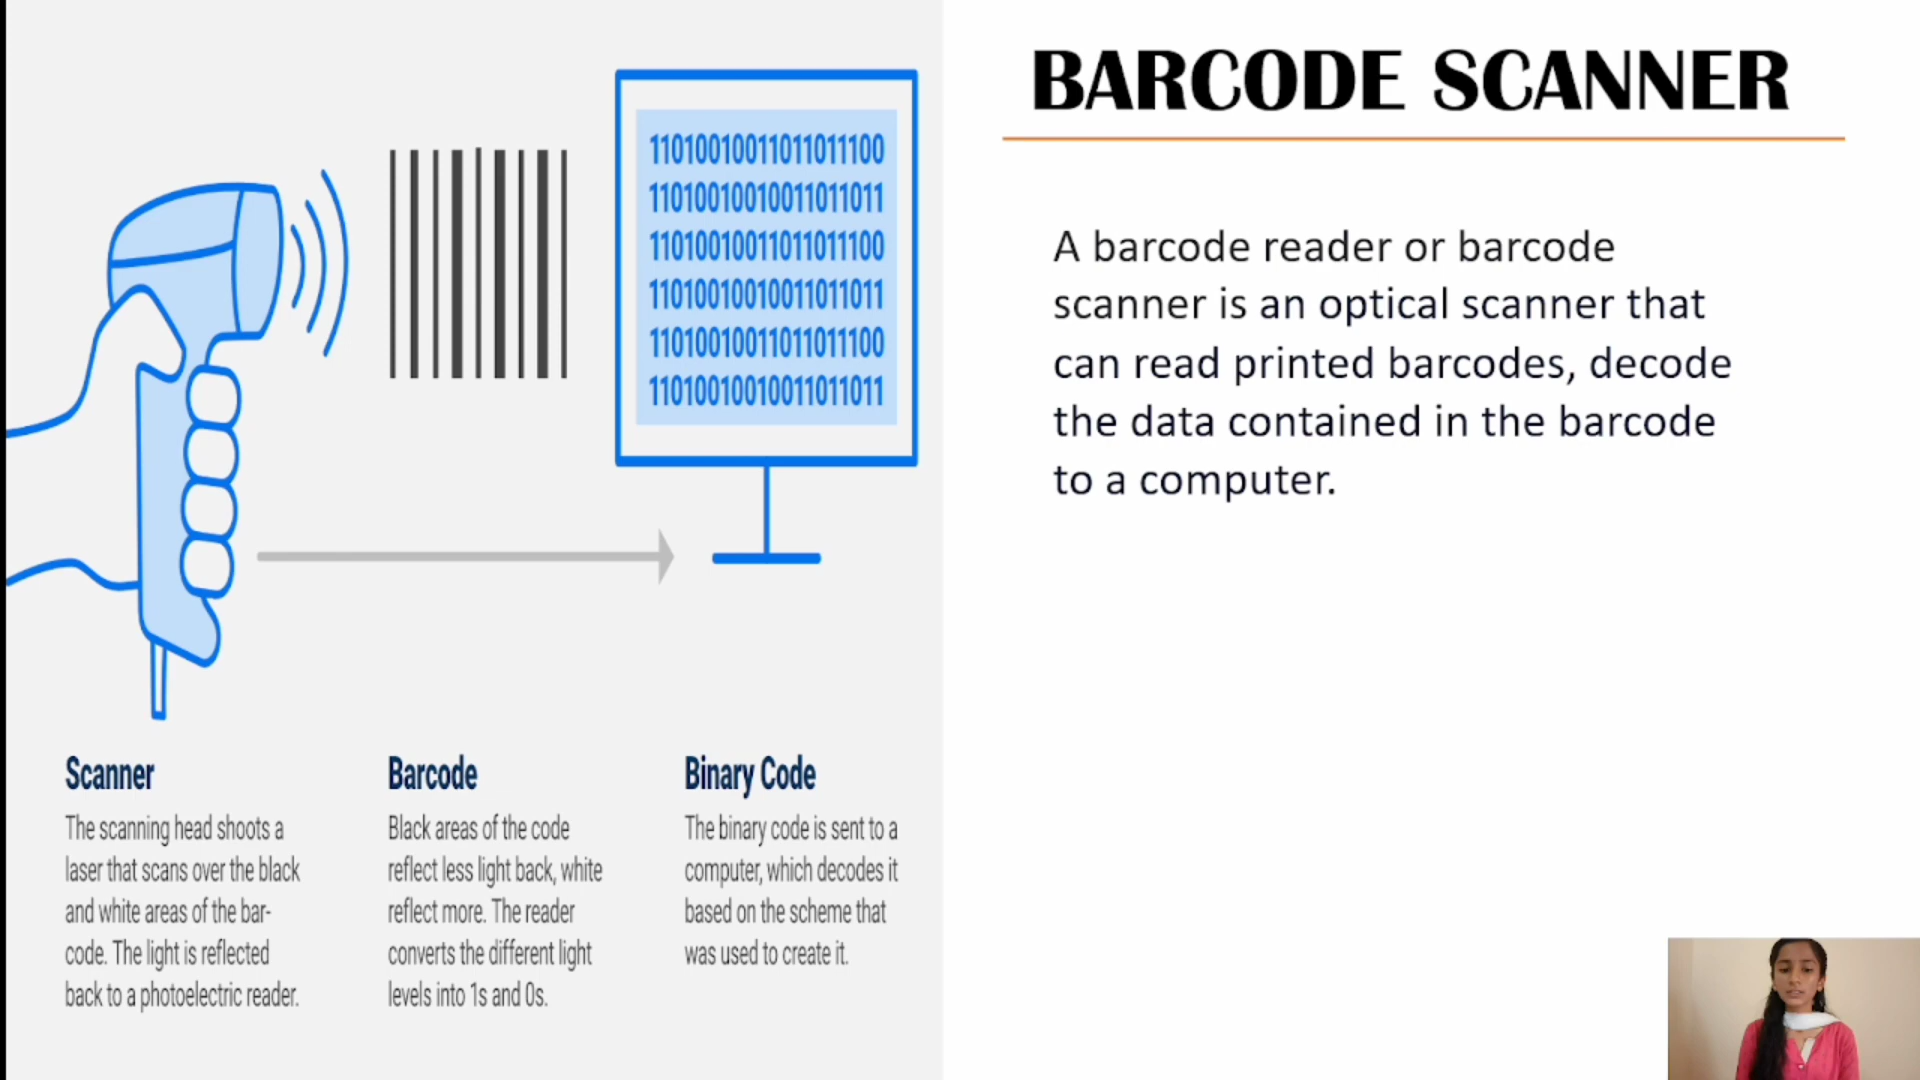 BARCODE SCANNER
A barcode reader or barcode
scanner is an optical scanner that
can read printed barcodes, decode
the data contained in the barcode
to a computer.
11010010011011011100
11010010010011011011
11010010011011011100
11010010010011011011
11010010011011011100
11010010010011011011
Scanner
The scanning head shoots a
laser that scans over the black
and white areas of the bar-
code. The light is reflected
back to a photoelectric reader.
Barcode
Black areas of the code
reflect less light back, white
reflect more. The reader
converts the different light
levels into 1s and 0s.
Binary Code
The binary code is sent to a
computer, which decodes it
based on the scheme that
was used to create it.